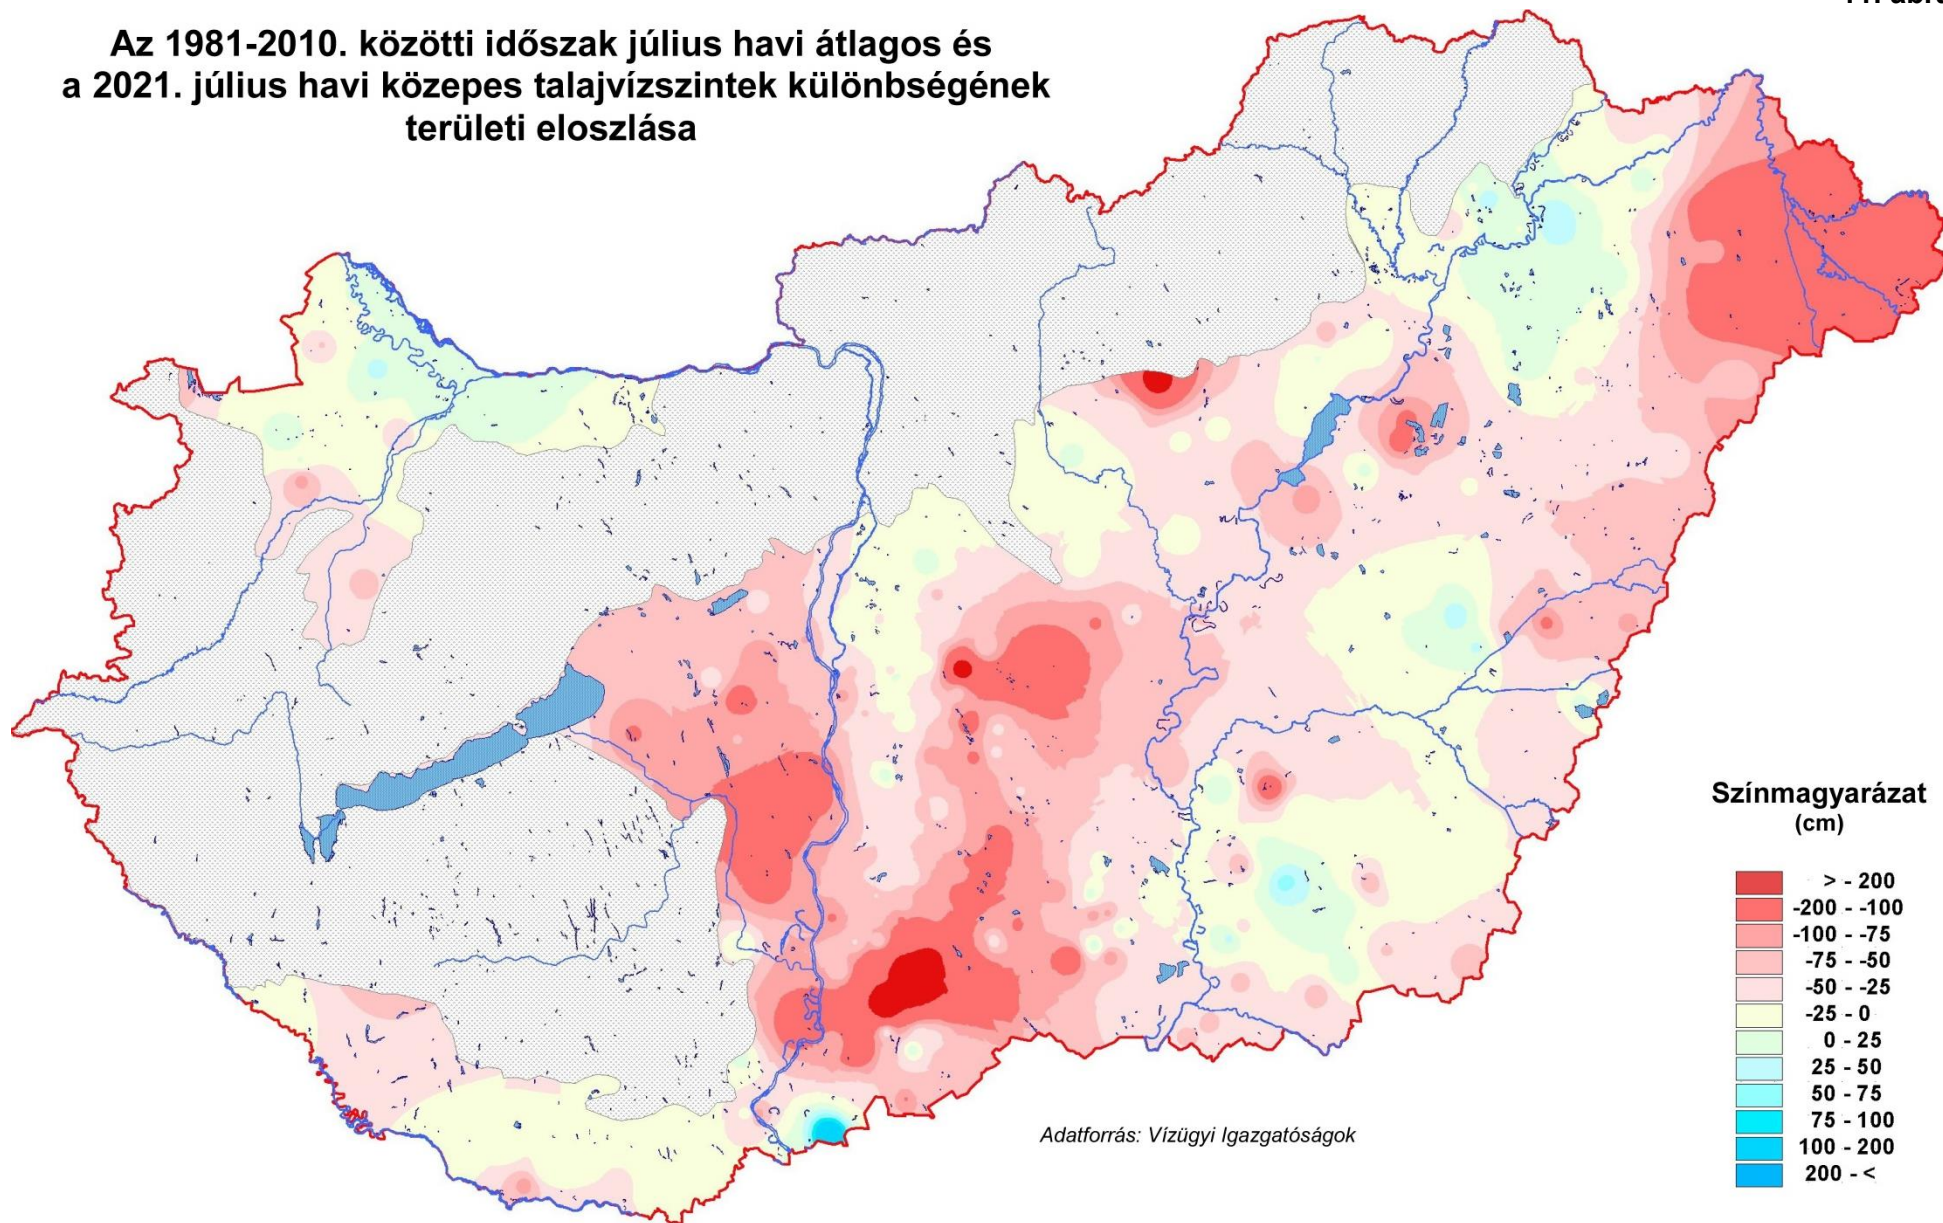 Az 1981-2010. közötti időszak július havi átlagos és
a 2021. július havi közepes talajvízszintek különbségének
területi eloszlása
Színmagyarázat
(cm)
> - 200
-200 - -100
-100 - -75
-75 - -50
-50 - -25
-25 - 0
0 - 25
25 - 50
50 - 75
75 - 100
100 - 200
200 - <
Adatforrás: Vízügyi Igazgatóságok